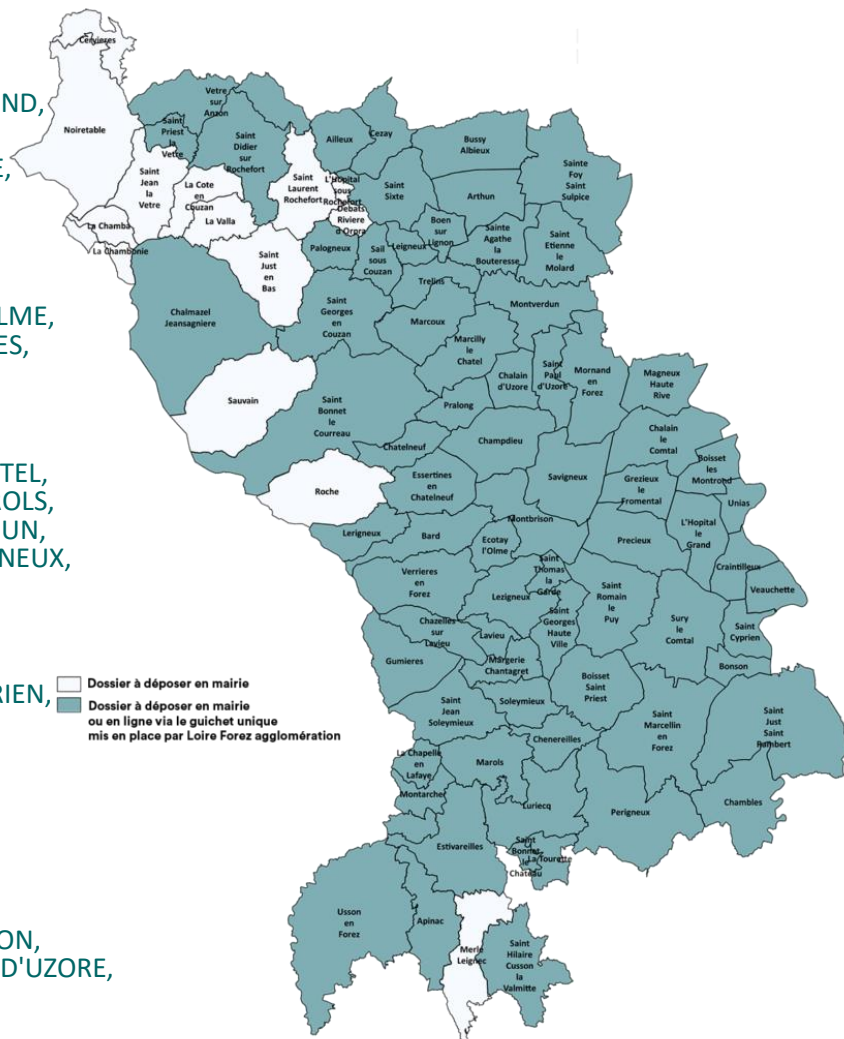 Cervieres
Noiretable
Vetre
sur
Anzon
Saint
Priest
la
Vetre
Saint
Didier
sur
Rochefort
Ailleux
Cezay
Bussy
Albieux
Sainte
Foy
Saint
Sulpice
Saint
Jean
la
Vetre
La Cote
en
Couzan
La Valla
Saint
Laurent
Rochefort
L'Hopital
sous
Rochefort
Debats
Riviere
d'Orpra
Saint
Sixte
Arthun
La Chamba
La Chambonie
Saint
Just
en
Bas
Palogneux
Sail
sous
Couzan
Leigneux
Boen
sur
Lignon
Sainte
Agathe
la
Bouteresse
Saint
Etienne
le
Molard
Chalmazel
Jeansagniere
Saint
Georges
en
Couzan
Trelins
Marcoux
Montverdun
Marcilly
le
Chatel
Chalain
d'Uzore
Saint
Paul
d'Uzore
Mornand
en
Forez
Magneux
Haute
Rive
Sauvain
Saint
Bonnet
le
Courreau
Pralong
Chatelneuf
Champdieu
Chalain
le
Comtal
Boisset
les
Montrond
Roche
Essertines
en
Chatelneuf
Savigneux
Grezieux
le
Fromental
Unias
L'Hopital
le
Grand
Montbrison
Lerigneux
Bard
Ecotay
l'Olme
Precieux
Craintilleux
Veauchette
Verrieres
en
Forez
Lezigneux
Saint
Thomas
la
Garde
Saint
Romain
le
Puy
Sury
le
Comtal
Saint
Cyprien
Chazelles
sur
Lavieu
Lavieu
Saint
Georges
Haute
Ville
Bonson
Gumieres
Margerie
Chantagret
Boisset
Saint
Priest
Saint
Jean
Soleymieux
Soleymieux
Saint
Marcellin
en
Forez
Saint
Just
Saint
Rambert
Chenereilles
La Chapelle
en
Lafaye
Marols
Montarcher
Luriecq
Perigneux
Chambles
Estivareilles
Saint
Bonnet
le
Chateau
La Tourette
Usson
en
Forez
Apinac
Merle
Leignec
Saint
Hilaire
Cusson
la
Valmitte
Dossier à déposer en mairie
Dossier à déposer en mairie
ou en ligne via le guichet unique
mis en place par Loire Forez agglomération
OND,
E,
LME,
ES,
TEL,
OLS,
UN,
NEUX,
RIEN,
ON,
D'UZORE,